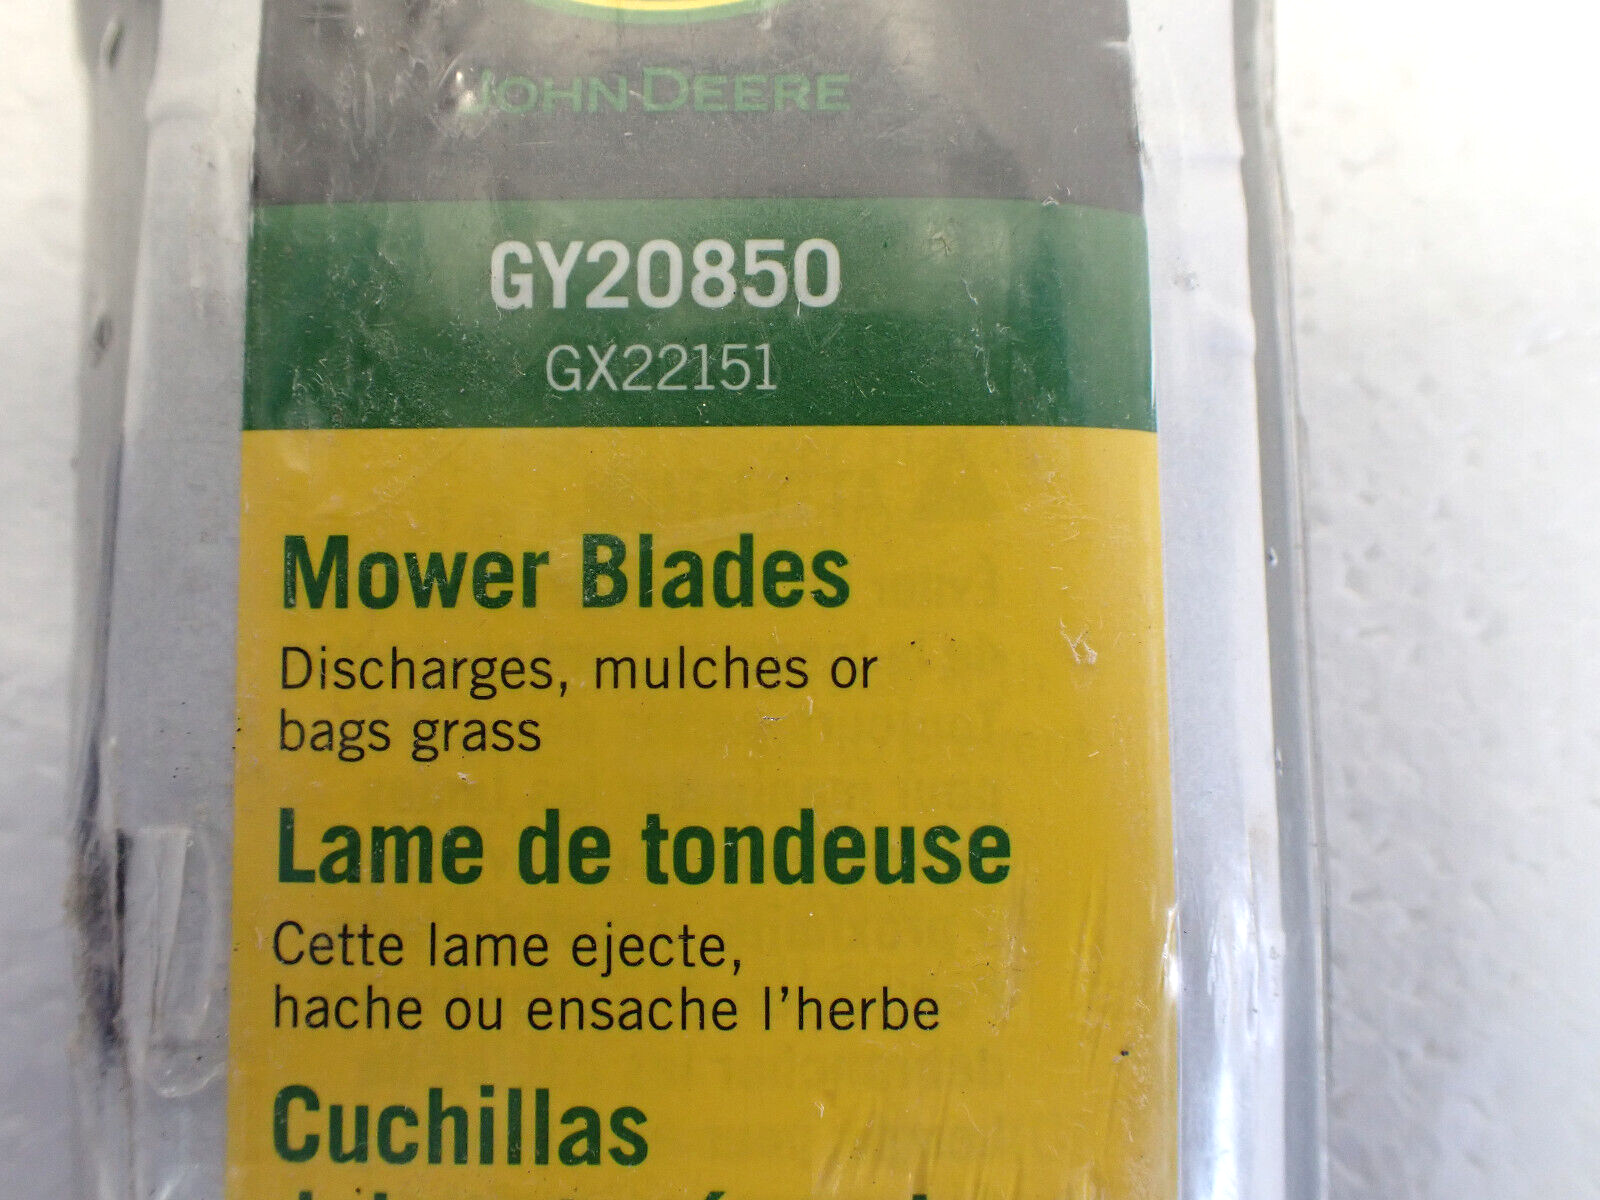 JOHN DEERE
GY20850
GX22151
Mower Blades
Discharges, mulches or
bags grass
Lame de tondeuse
Cette lame ejecte,
hache ou ensache l'herbe
Cuchillas